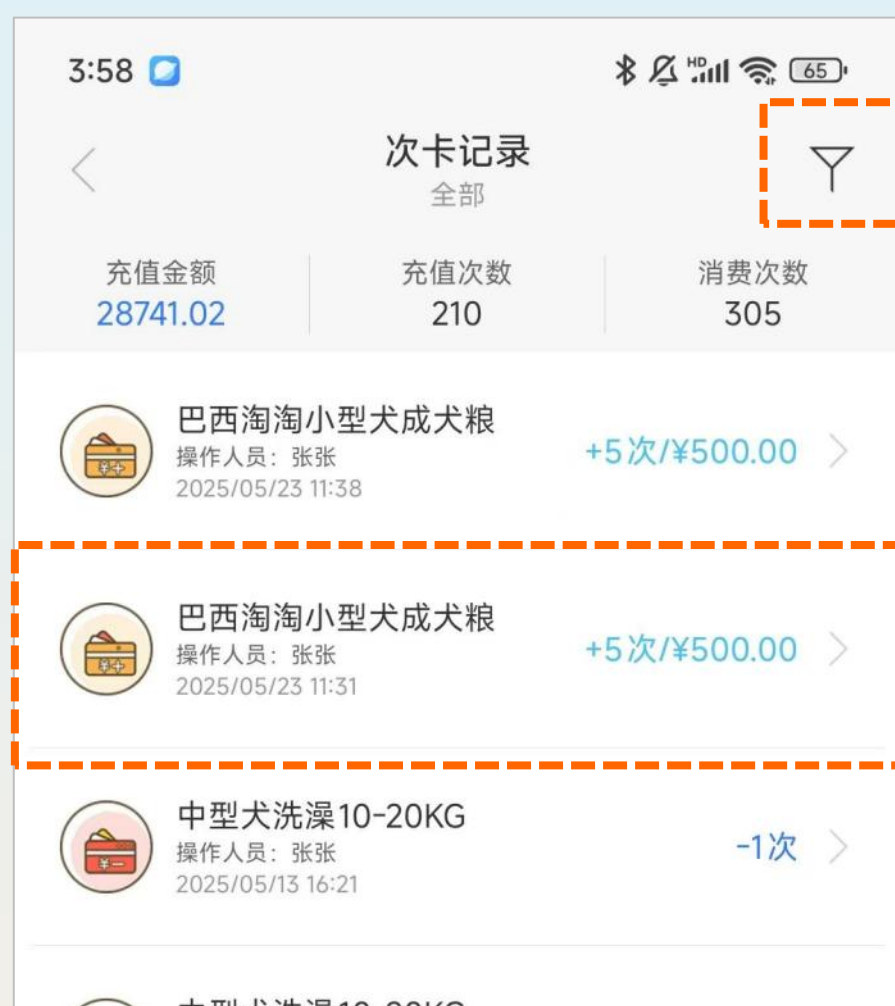 3:58
HD
65
次卡记录
全部
充值金额
充值次数
消费次数
28741.02
210
305
巴西淘淘小型犬成犬粮
操作人员：张张
+5次/¥500.00
2025/05/23 11:38
巴西淘淘小型犬成犬粮
操作人员：张张
+5次/¥500.00
2025/05/23 11:31
中型犬洗澡10-20KG
操作人员：张张
-1次
2025/05/13 16:21